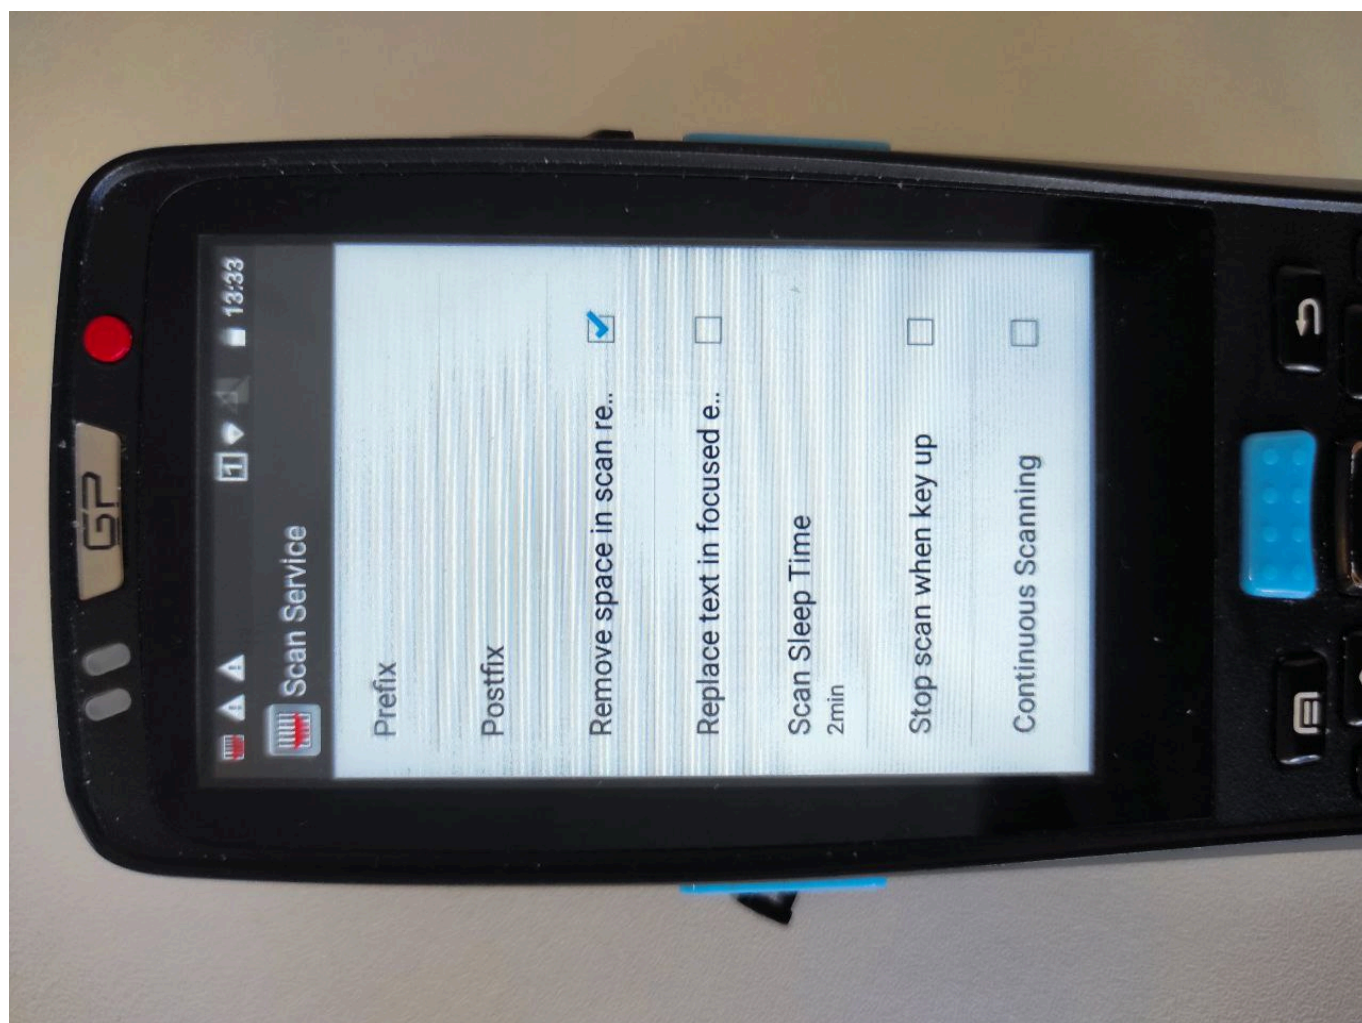 GP
1
13:33
Scan Service
Prefix
Postfix
Remove space in scan re..
Replace text in focused e..
Scan Sleep Time
2min
Stop scan when key up
Continuous Scanning